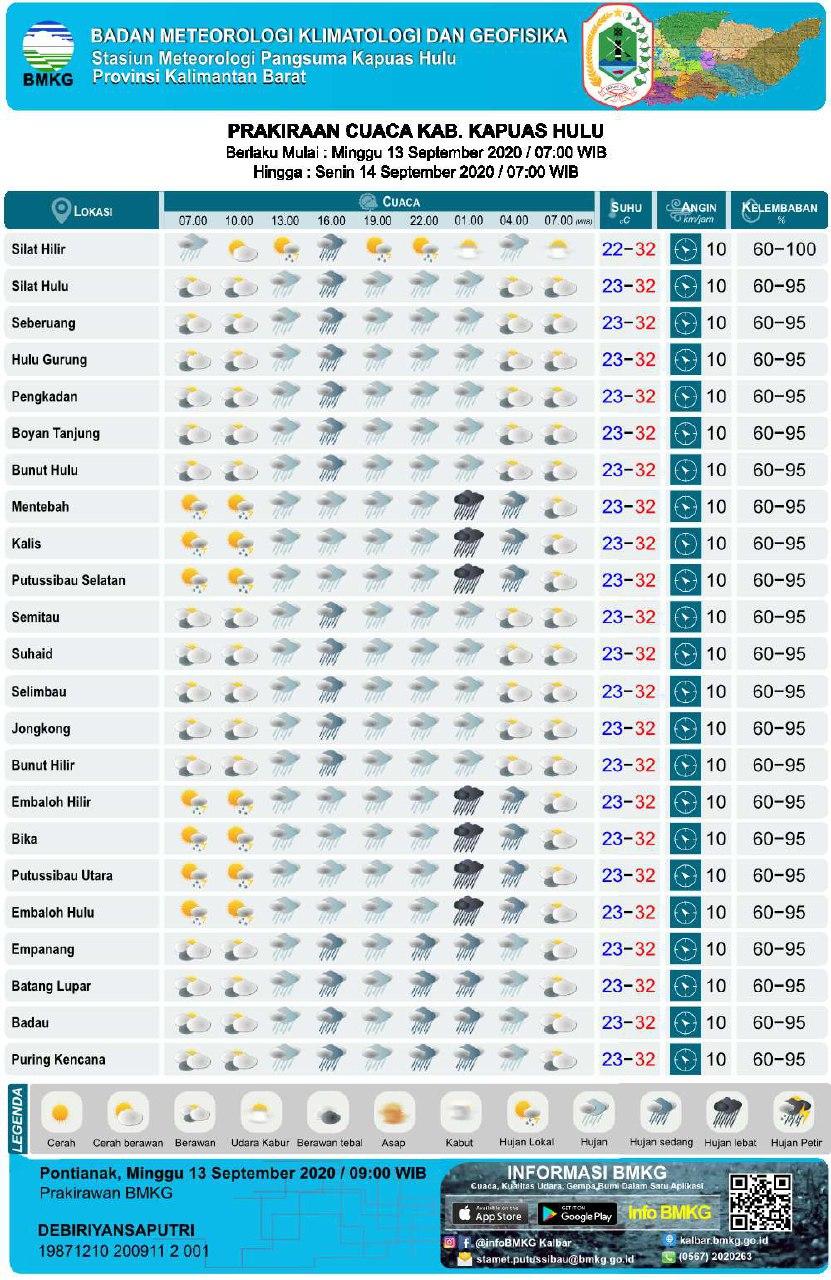 BADAN METEOROLOGI KLIMATOLOGI DAN GEOFISIKA
Stasiun Meteorologi Pangsuma Kapuas Hulu
Provinsi Kalimantan Barat
BMKG
PRAKIRAAN CUACA KAB. KAPUAS HULU
Berlaku Mulai : Minggu 13 September 2020 / 07:00 WIB
Hingga : Senin 14 September 2020 / 07:00 WIB
LOKASI CUACA SUHU °C ANGIN km/jam KELEMBABAN %
07.00 10.00 13.00 16.00 19.00 22.00 01.00 04.00 07.00 (WIB)
Silat Hilir 22-32 10 60-100
Silat Hulu 23-32 10 60-95
Seberuang 23-32 10 60-95
Hulu Gurung 23-32 10 60-95
Pengkadan 23-32 10 60-95
Boyan Tanjung 23-32 10 60-95
Bunut Hulu 23-32 10 60-95
Mentebah 23-32 10 60-95
Kalis 23-32 10 60-95
Putussibau Selatan 23-32 10 60-95
Semitau 23-32 10 60-95
Suhaid 23-32 10 60-95
Selimbau 23-32 10 60-95
Jongkong 23-32 10 60-95
Bunut Hilir 23-32 10 60-95
Embaloh Hilir 23-32 10 60-95
Bika 23-32 10 60-95
Putussibau Utara 23-32 10 60-95
Embaloh Hulu 23-32 10 60-95
Empanang 23-32 10 60-95
Batang Lupar 23-32 10 60-95
Badau 23-32 10 60-95
Puring Kencana 23-32 10 60-95
LEGENDA
Cerah Cerah berawan Berawan Udara Kabur Berawan tebal Asap Kabut Hujan Lokal Hujan Hujan sedang Hujan lebat Hujan Petir
Pontianak, Minggu 13 September 2020 / 09:00 WIB
Prakirawan BMKG
DEBIRIYANSAPUTRI
19871210 200911 2 001
INFORMASI BMKG
Cuaca, Kualitas Udara, Gempa Bumi Dalam Satu Aplikasi
Available on the App Store GET IT ON Google Play Info BMKG
@infoBMKG Kalbar kalbar.bmkg.go.id
stamet.putussibau@bmkg.go.id (0567) 2020263